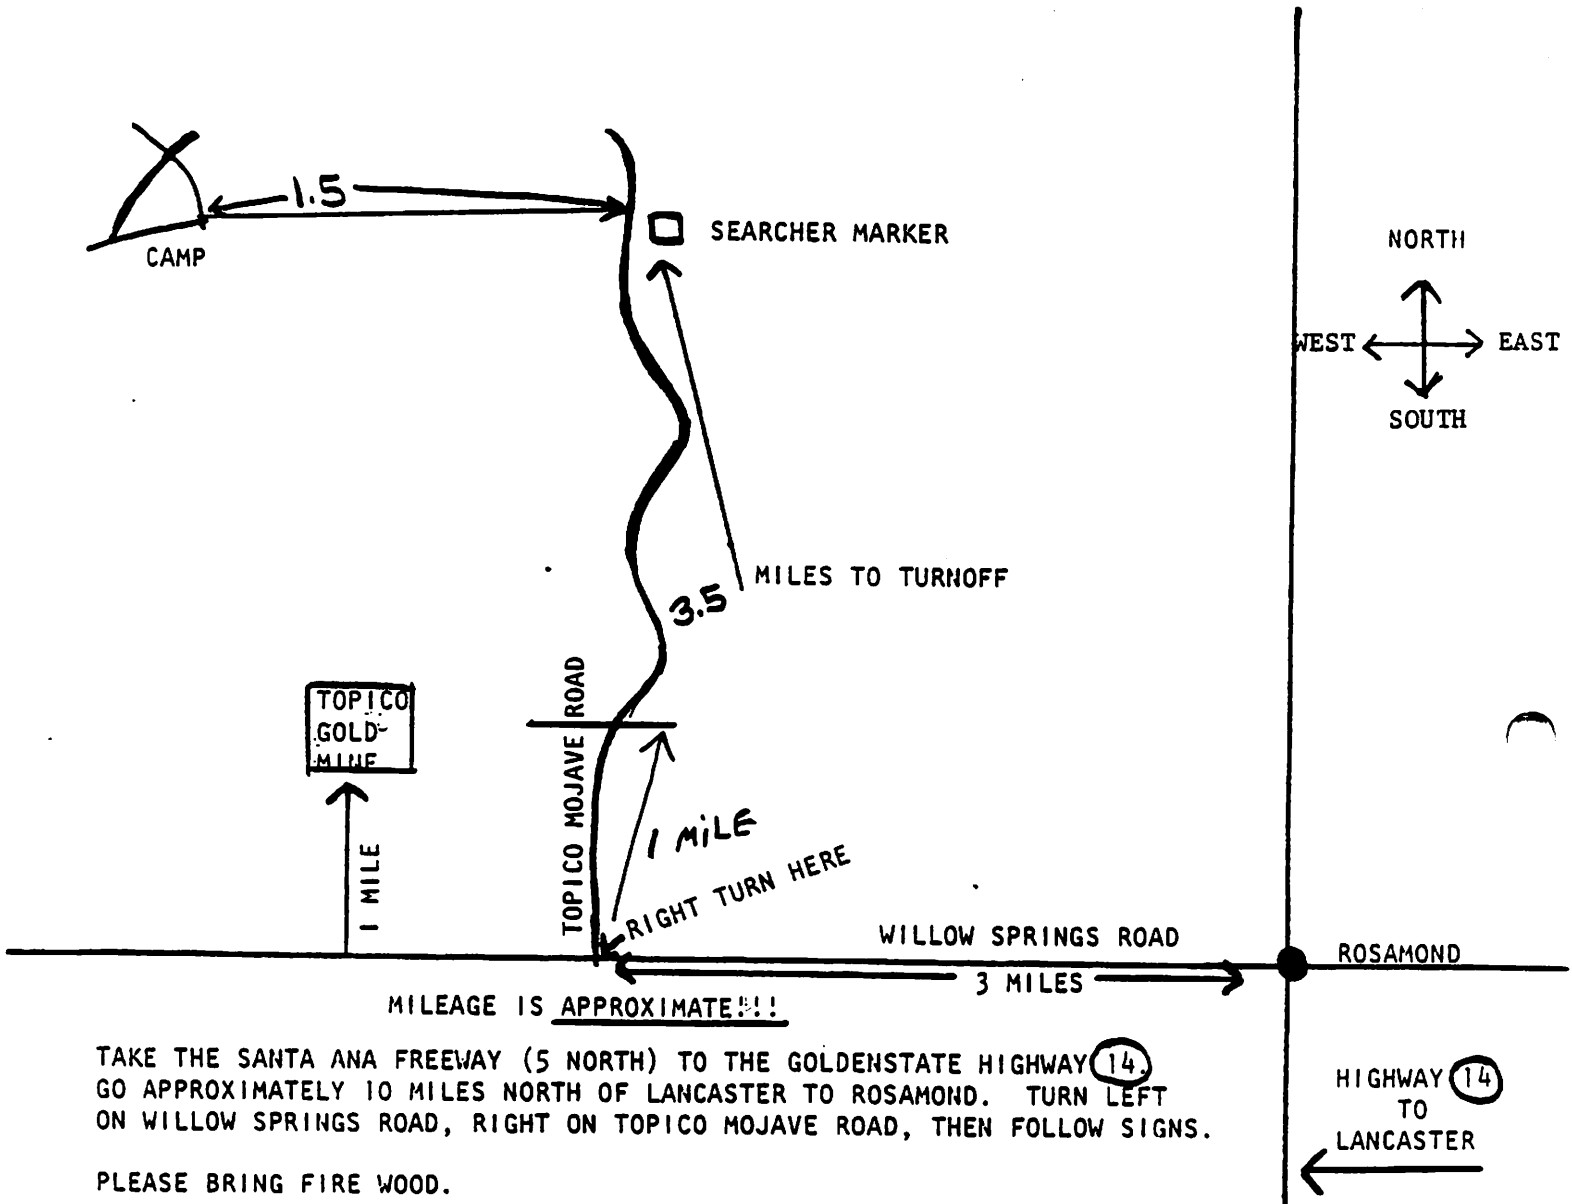 1.5
SEARCHER MARKER
CAMP
NORTH
WEST
EAST
SOUTH
MILES TO TURNOFF
3.5
TOPICO MOJAVE ROAD
TOPICO
GOLD
MINE
1 MILE
1 MILE
RIGHT TURN HERE
WILLOW SPRINGS ROAD
ROSAMOND
3 MILES
MILEAGE IS APPROXIMATE!!!
TAKE THE SANTA ANA FREEWAY (5 NORTH) TO THE GOLDENSTATE HIGHWAY 14.
GO APPROXIMATELY 10 MILES NORTH OF LANCASTER TO ROSAMOND. TURN LEFT
ON WILLOW SPRINGS ROAD, RIGHT ON TOPICO MOJAVE ROAD, THEN FOLLOW SIGNS.
PLEASE BRING FIRE WOOD.
HIGHWAY 14
TO
LANCASTER